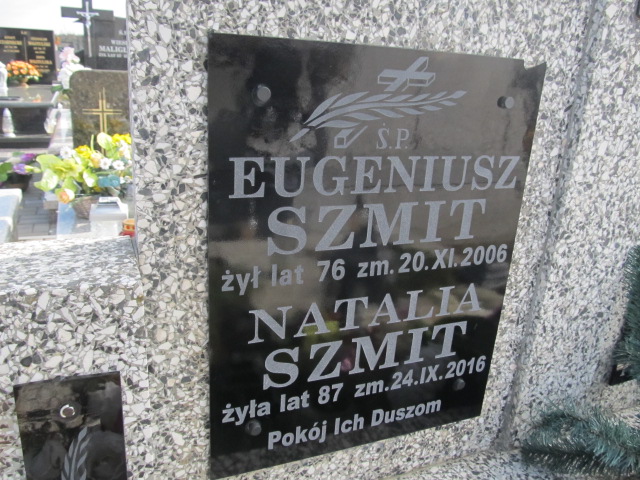 Ś.P.
EUGENIUSZ
SZMIT
żył lat 76 zm. 20.XI.2006
NATALIA
SZMIT
żyła lat 87 zm. 24.IX.2016
Pokój Ich Duszom